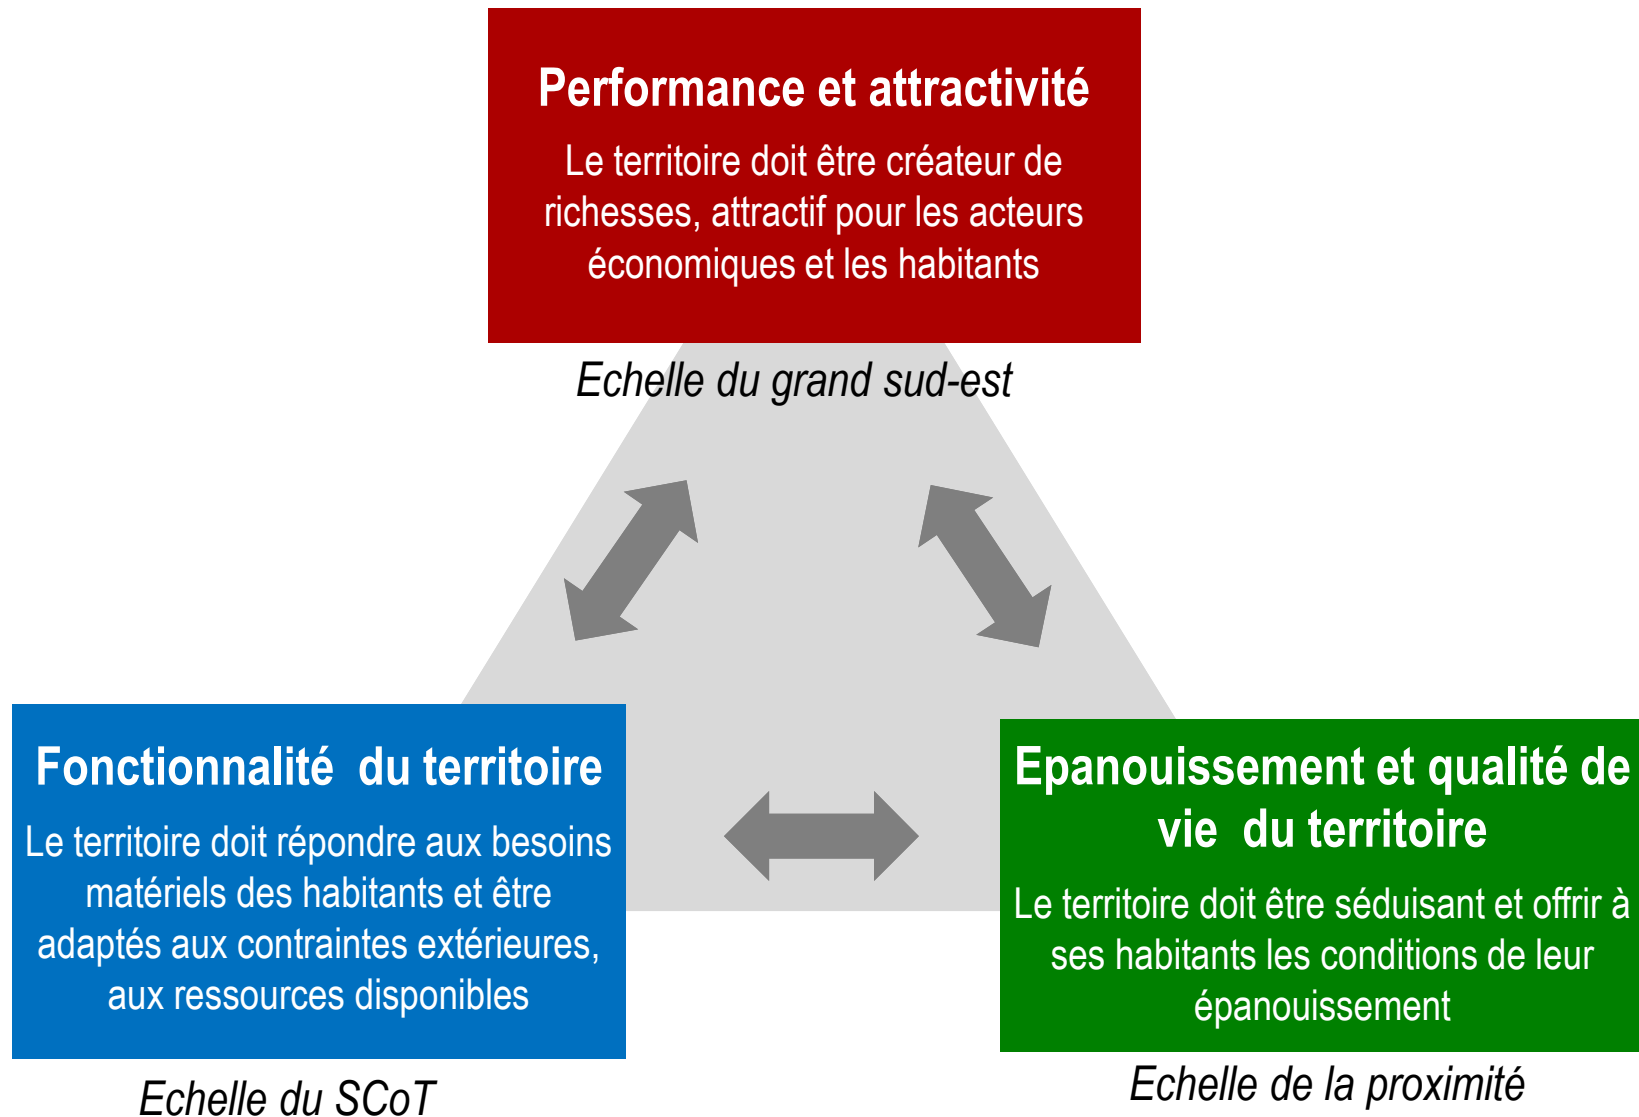 Performance et attractivité
Le territoire doit être créateur de
richesses, attractif pour les acteurs
économiques et les habitants
Echelle du grand sud-est
Fonctionnalité  du territoire
Le territoire doit répondre aux besoins
matériels des habitants et être
adaptés aux contraintes extérieures,
aux ressources disponibles
Echelle du SCoT
Epanouissement et qualité de
vie  du territoire
Le territoire doit être séduisant et offrir à
ses habitants les conditions de leur
épanouissement
Echelle de la proximité